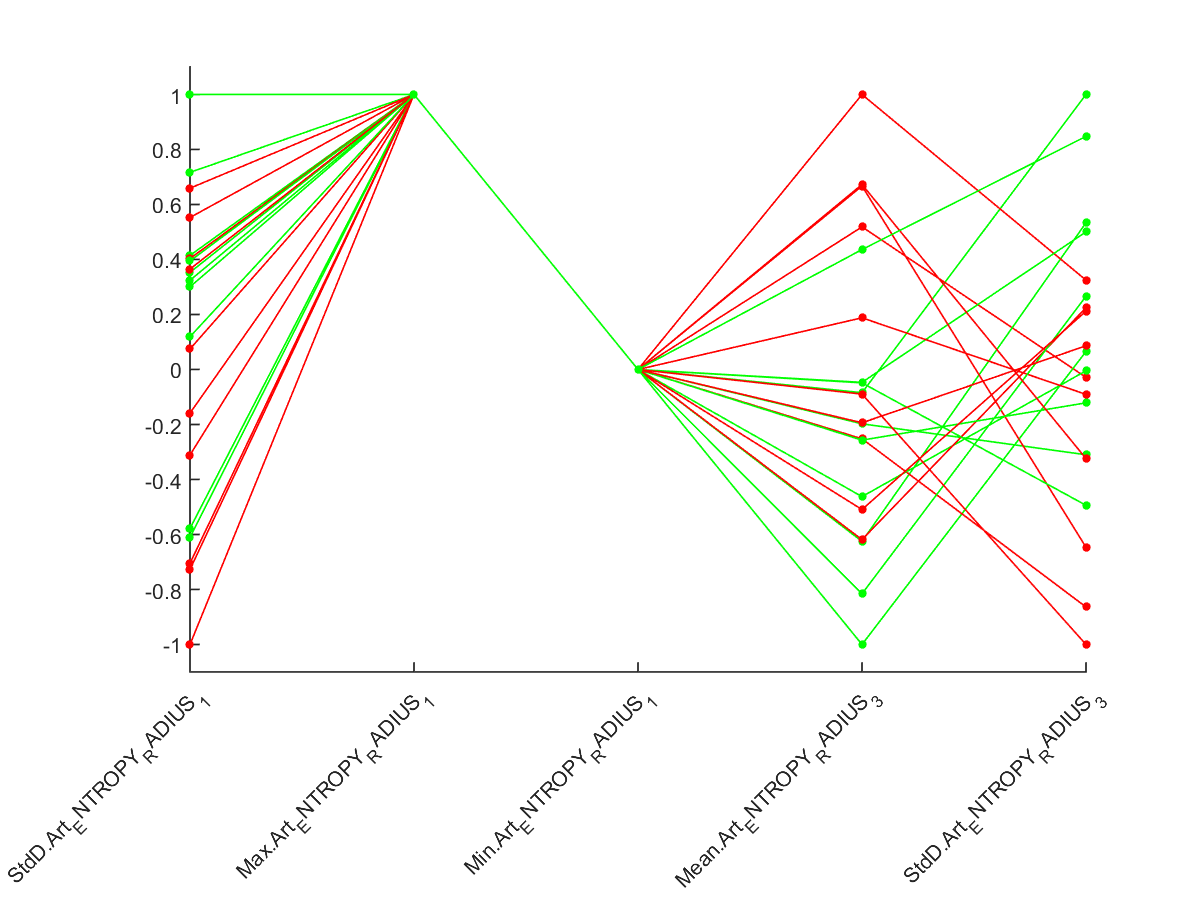 1
0.8
0.6
0.4
0.2
0
-0.2
-0.4
-0.6
-0.8
-1
StdD.Art_ENTROPY_RADIUS_1
Max.Art_ENTROPY_RADIUS_1
Min.Art_ENTROPY_RADIUS_1
Mean.Art_ENTROPY_RADIUS_3
StdD.Art_ENTROPY_RADIUS_3